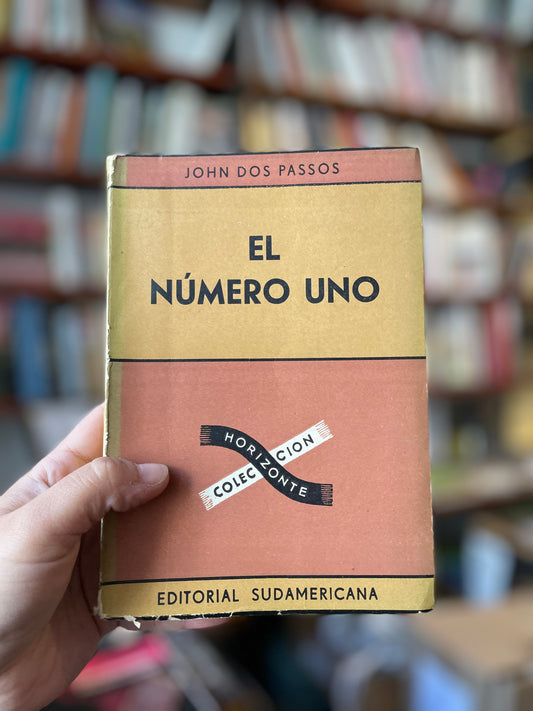 JOHN DOS PASSOS
EL
NÚMERO UNO
HORIZONTE
COLECCION
EDITORIAL SUDAMERICANA